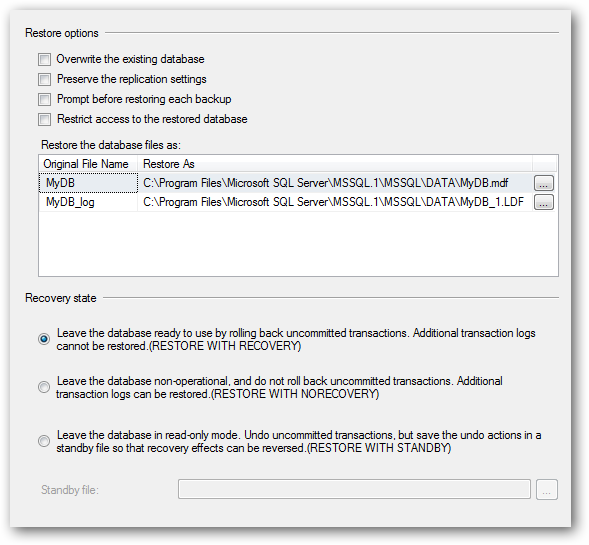 Restore options
Overwrite the existing database
Preserve the replication settings
Prompt before restoring each backup
Restrict access to the restored database
Restore the database files as:
Original File Name Restore As
MyDB C:\Program Files\Microsoft SQL Server\MSSQL.1\MSSQL\DATA\MyDB.mdf ...
MyDB_log C:\Program Files\Microsoft SQL Server\MSSQL.1\MSSQL\DATA\MyDB_1.LDF ...
Recovery state
Leave the database ready to use by rolling back uncommitted transactions. Additional transaction logs
cannot be restored.(RESTORE WITH RECOVERY)
Leave the database non-operational, and do not roll back uncommitted transactions. Additional
transaction logs can be restored.(RESTORE WITH NORECOVERY)
Leave the database in read-only mode. Undo uncommitted transactions, but save the undo actions in a
standby file so that recovery effects can be reversed.(RESTORE WITH STANDBY)
Standby file: ...